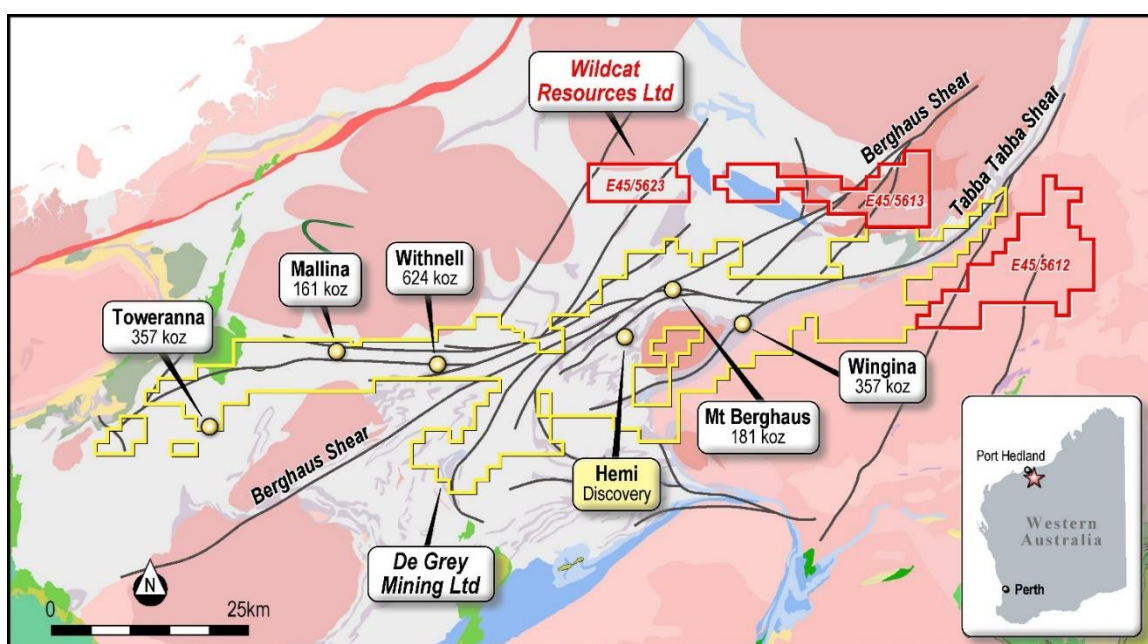 Wildcat
Resources Ltd
Berghaus Shear
Tabba Tabba Shear
E45/5623
E45/5613
E45/5612
Withnell
624 koz
Mallina
161 koz
Toweranna
357 koz
Wingina
357 koz
Mt Berghaus
181 koz
Hemi
Discovery
Berghaus Shear
De Grey
Mining Ltd
N
0
25km
Port Hedland
Western
Australia
Perth